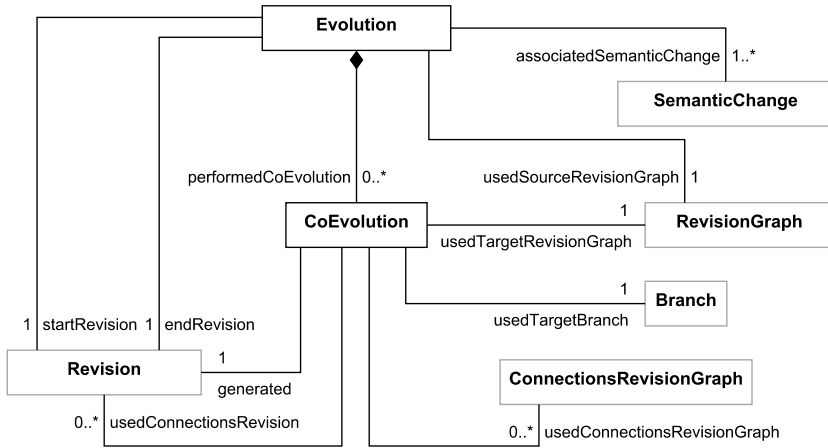 Evolution
associatedSemanticChange 1..*
SemanticChange
performedCoEvolution 0..*
usedSourceRevisionGraph 1
CoEvolution
1
RevisionGraph
usedTargetRevisionGraph
1
Branch
usedTargetBranch
1 startRevision 1 endRevision
Revision
1
generated
ConnectionsRevisionGraph
0..* usedConnectionsRevision
0..* usedConnectionsRevisionGraph